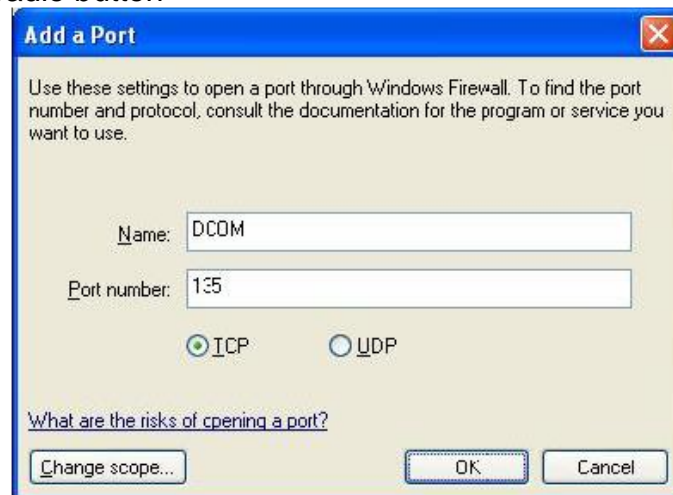 button
Add a Port
Use these settings to open a port through Windows Firewall. To find the port
number and protocol, consult the documentation for the program or service you
want to use.
Name: DCOM
Port number: 135
TCP UDP
What are the risks of opening a port?
Change scope... OK Cancel